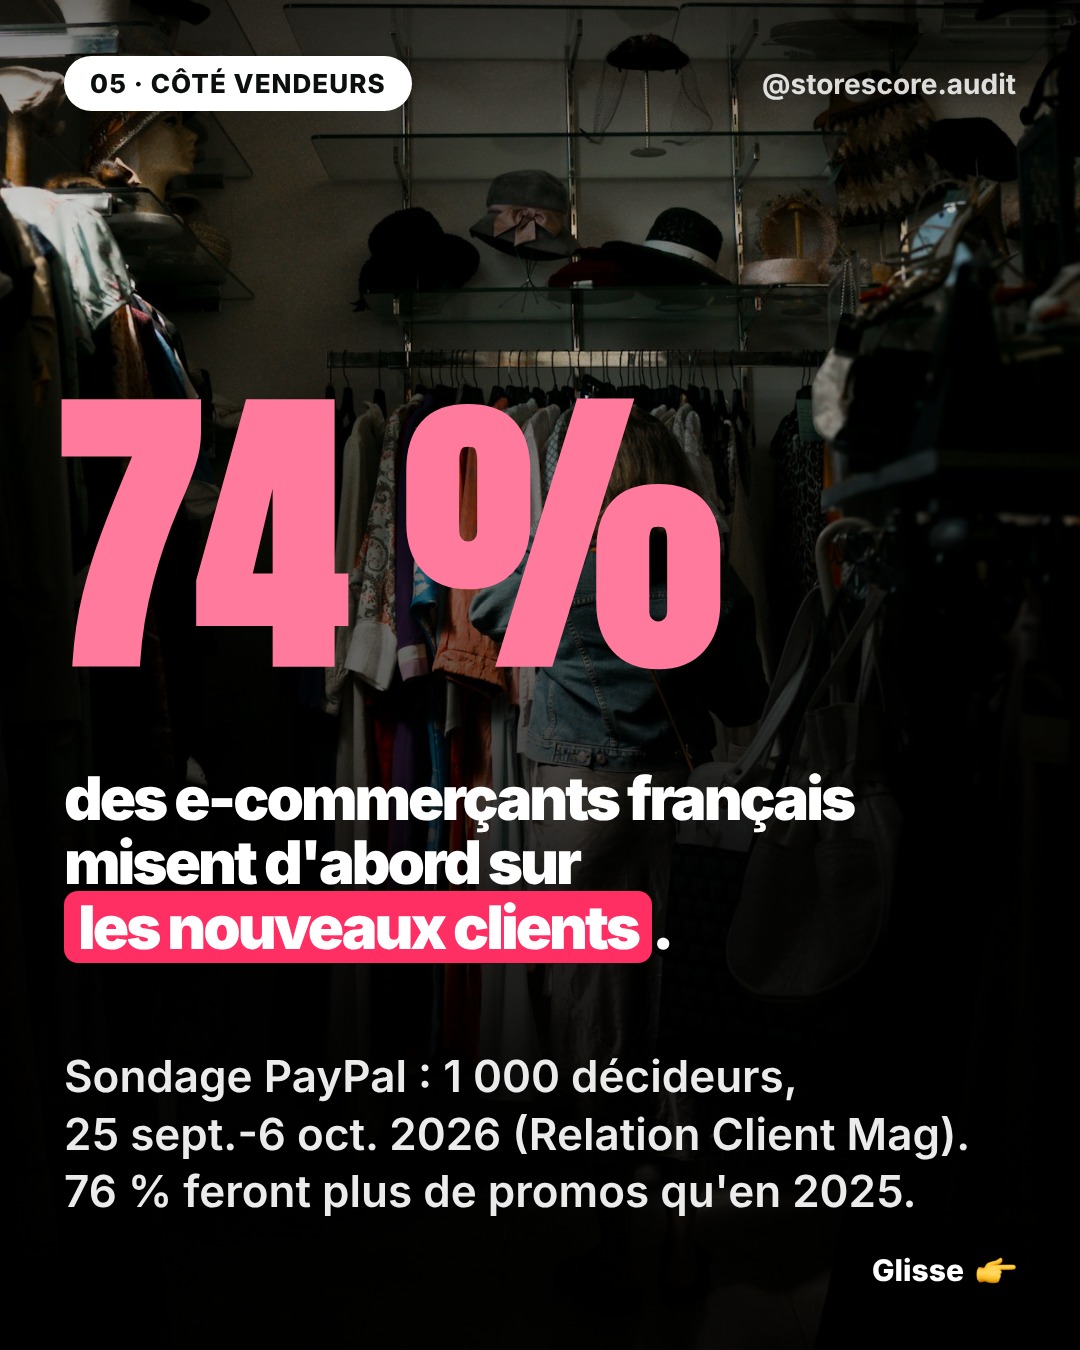 05 · CÔTÉ VENDEURS
@storescore.audit
74 %
des e-commerçants français
misent d'abord sur
les nouveaux clients.
Sondage PayPal : 1 000 décideurs,
25 sept.-6 oct. 2026 (Relation Client Mag).
76 % feront plus de promos qu'en 2025.
Glisse 👉